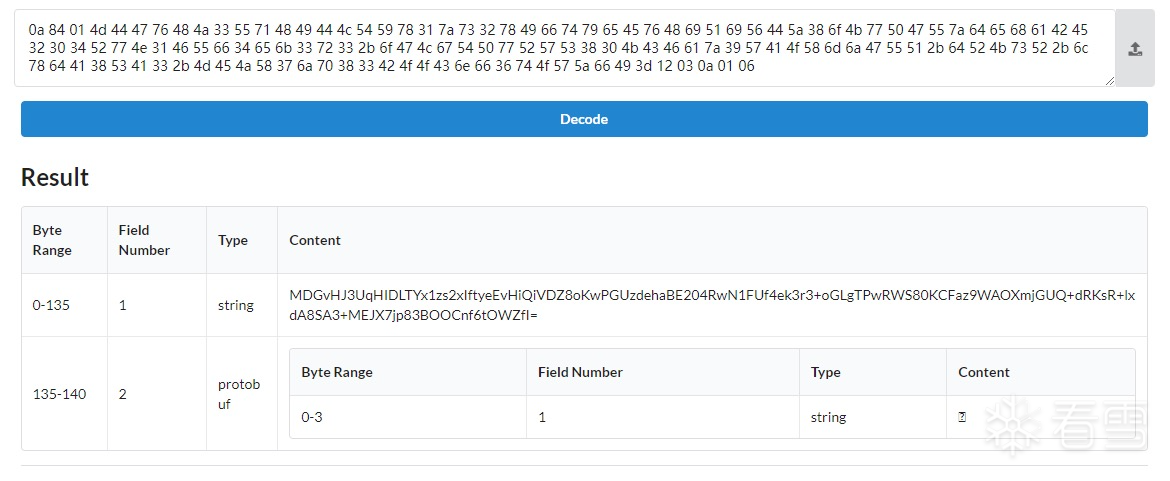 0a 84 01 4d 44 47 76 48 4a 33 55 71 48 49 44 4c 54 59 78 31 7a 73 32 78 49 66 74 79 65 45 76 48 69 51 69 56 44 5a 38 6f 4b 77 50 47 55 7a 64 65 68 61 42 45
32 30 34 52 77 4e 31 46 55 66 34 65 6b 33 72 33 2b 6f 47 4c 67 54 50 77 52 57 53 38 30 4b 43 46 61 7a 39 57 41 4f 58 6d 6a 47 55 51 2b 64 52 4b 73 52 2b 6c
78 64 41 38 53 41 33 2b 4d 45 4a 58 37 6a 70 38 33 42 4f 4f 43 6e 66 36 74 4f 57 5a 66 49 3d 12 03 0a 01 06
Decode
Result
Byte Range Field Number Type Content
0-135 1 string MDGvHJ3UqHIDLTYx1zs2xIftyeEvHiQiVDZ8oKwPGUzdehaBE204RwN1FUf4ek3r3+oGLgTPwRWS80KCFaz9WAOXmjGUQ+dRKsR+lx
dA8SA3+MEJX7jp83BOOCnf6tOWZfI=
135-140 2 protobuf
Byte Range Field Number Type Content
0-3 1 string
看雪